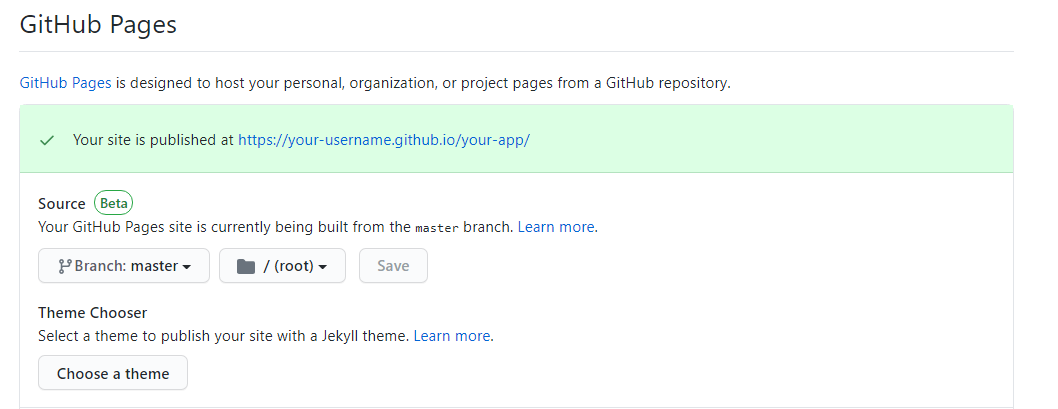 GitHub Pages
GitHub Pages is designed to host your personal, organization, or project pages from a GitHub repository.
Your site is published at https://your-username.github.io/your-app/
Source Beta
Your GitHub Pages site is currently being built from the master branch. Learn more.
Branch: master / (root) Save
Theme Chooser
Select a theme to publish your site with a Jekyll theme. Learn more.
Choose a theme